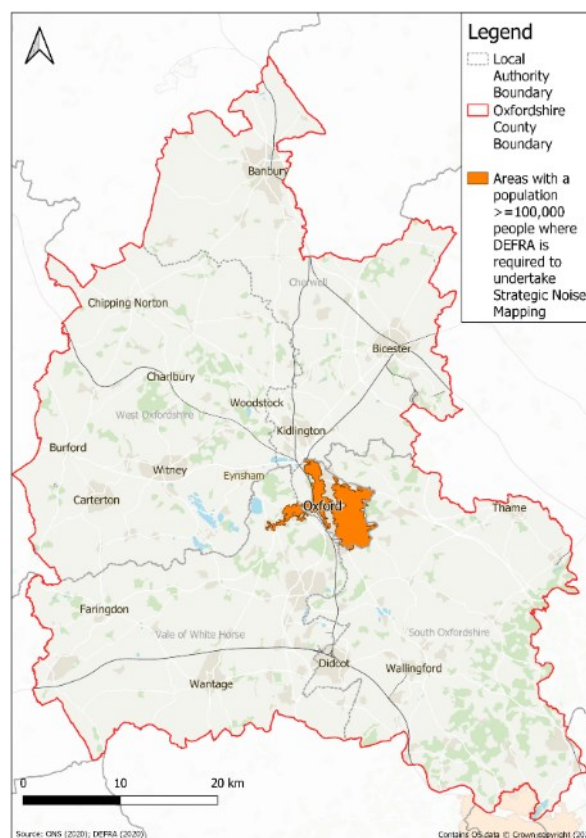 Legend
Local
Authority
Boundary
Oxfordshire
County
Boundary
Areas with a
population
>=100,000
people where
DEFRA is
required to
undertake
Strategic Noise
Mapping
Banbury
Cherwell
Chipping Norton
Bicester
Charlbury
Woodstock
West Oxfordshire
Kidlington
Burford
Witney
Eynsham
Carterton
Oxford
Thame
Faringdon
Vale of White Horse
South Oxfordshire
Didcot
Wallingford
Wantage
0 10 20 km
Source: ONS (2020); DEFRA (2020)
Contains OS data © Crown copyright